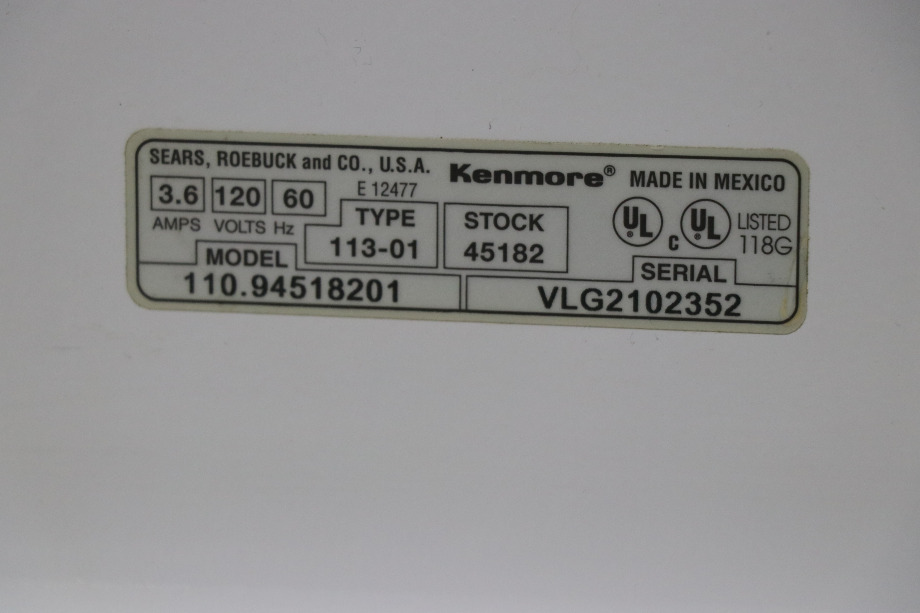 SEARS, ROEBUCK and CO., U.S.A.
Kenmore®
MADE IN MEXICO
3.6 120 60
AMPS VOLTS Hz
E 12477
TYPE
113-01
STOCK
45182
UL C UL
LISTED
118G
MODEL
110.94518201
SERIAL
VLG2102352